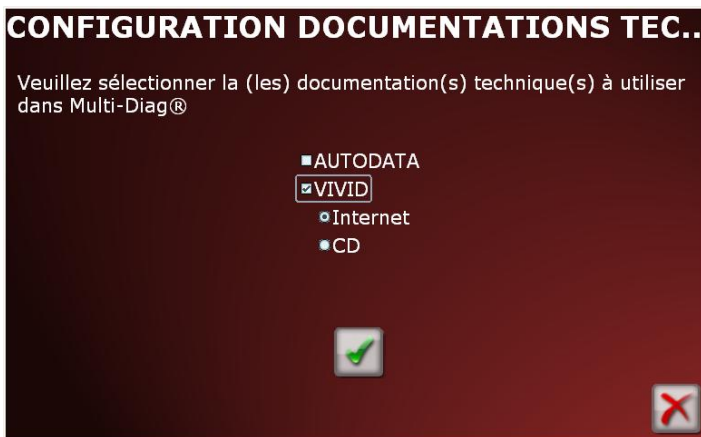 CONFIGURATION DOCUMENTATIONS TEC..
Veuillez sélectionner la (les) documentation(s) technique(s) à utiliser
dans Multi-Diag®
AUTODATA
VIVID
Internet
CD